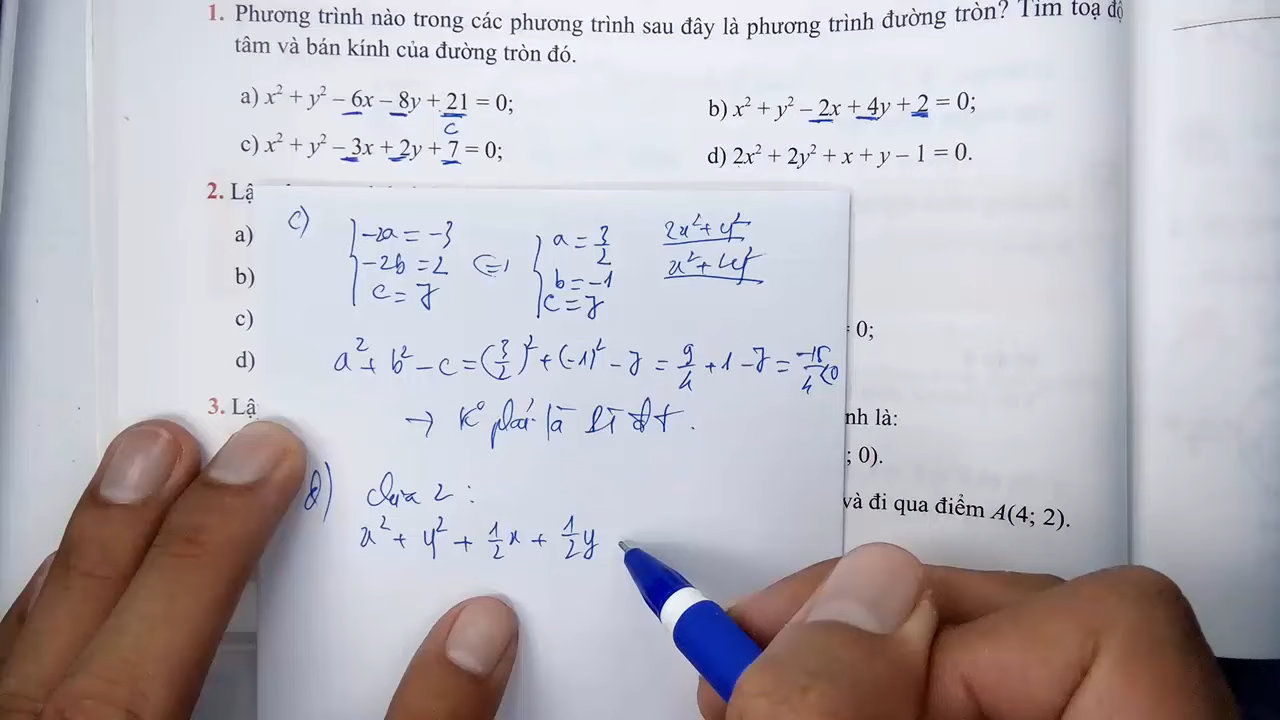 1. Phương trình nào trong các phương trình sau đây là phương trình đường tròn? Tìm toạ độ
tâm và bán kính của đường tròn đó.
a) x² + y² – 6x – 8y + 21 = 0;
b) x² + y² – 2x + 4y + 2 = 0;
c
c) x² + y² – 3x + 2y + 7 = 0;
d) 2x² + 2y² + x + y – 1 = 0.
2. Lậ
a)
b)
c)
= 0;
d)
3. Lậ
nh là:
; 0).
và đi qua điểm A(4; 2).
c)
-2a = -3
-2b = 2
c = 7
<=>
a = 3/2
b = -1
c = 7
2x² + y²
x² + 4y²
a² + b² - c = (3/2)² + (-1)² - 7 = 9/4 + 1 - 7 = -15/4 < 0
→ K° phải là
d) chia 2 :
x² + y² + 1/2x + 1/2y